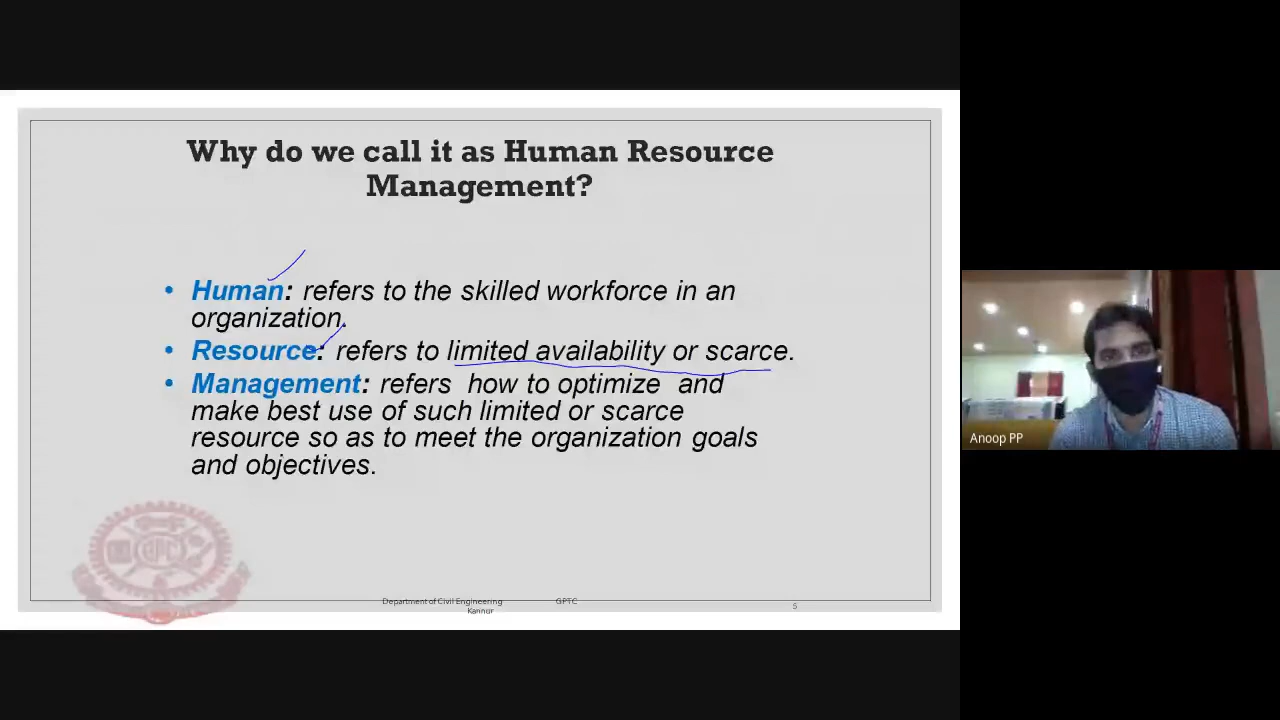 Why do we call it as Human Resource
Management?
• Human: refers to the skilled workforce in an
organization.
• Resource: refers to limited availability or scarce.
• Management: refers how to optimize and
make best use of such limited or scarce
resource so as to meet the organization goals
and objectives.
GPTC
Department of Civil Engineering GPTC
Kannur
5
Anoop PP